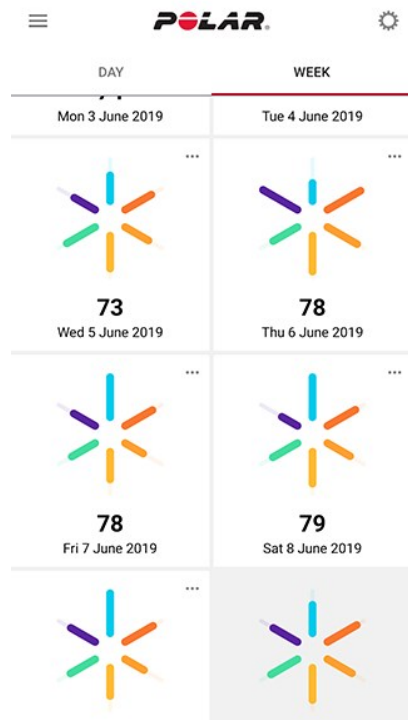 POLAR
DAY WEEK
Mon 3 June 2019 Tue 4 June 2019
73 78
Wed 5 June 2019 Thu 6 June 2019
78 79
Fri 7 June 2019 Sat 8 June 2019